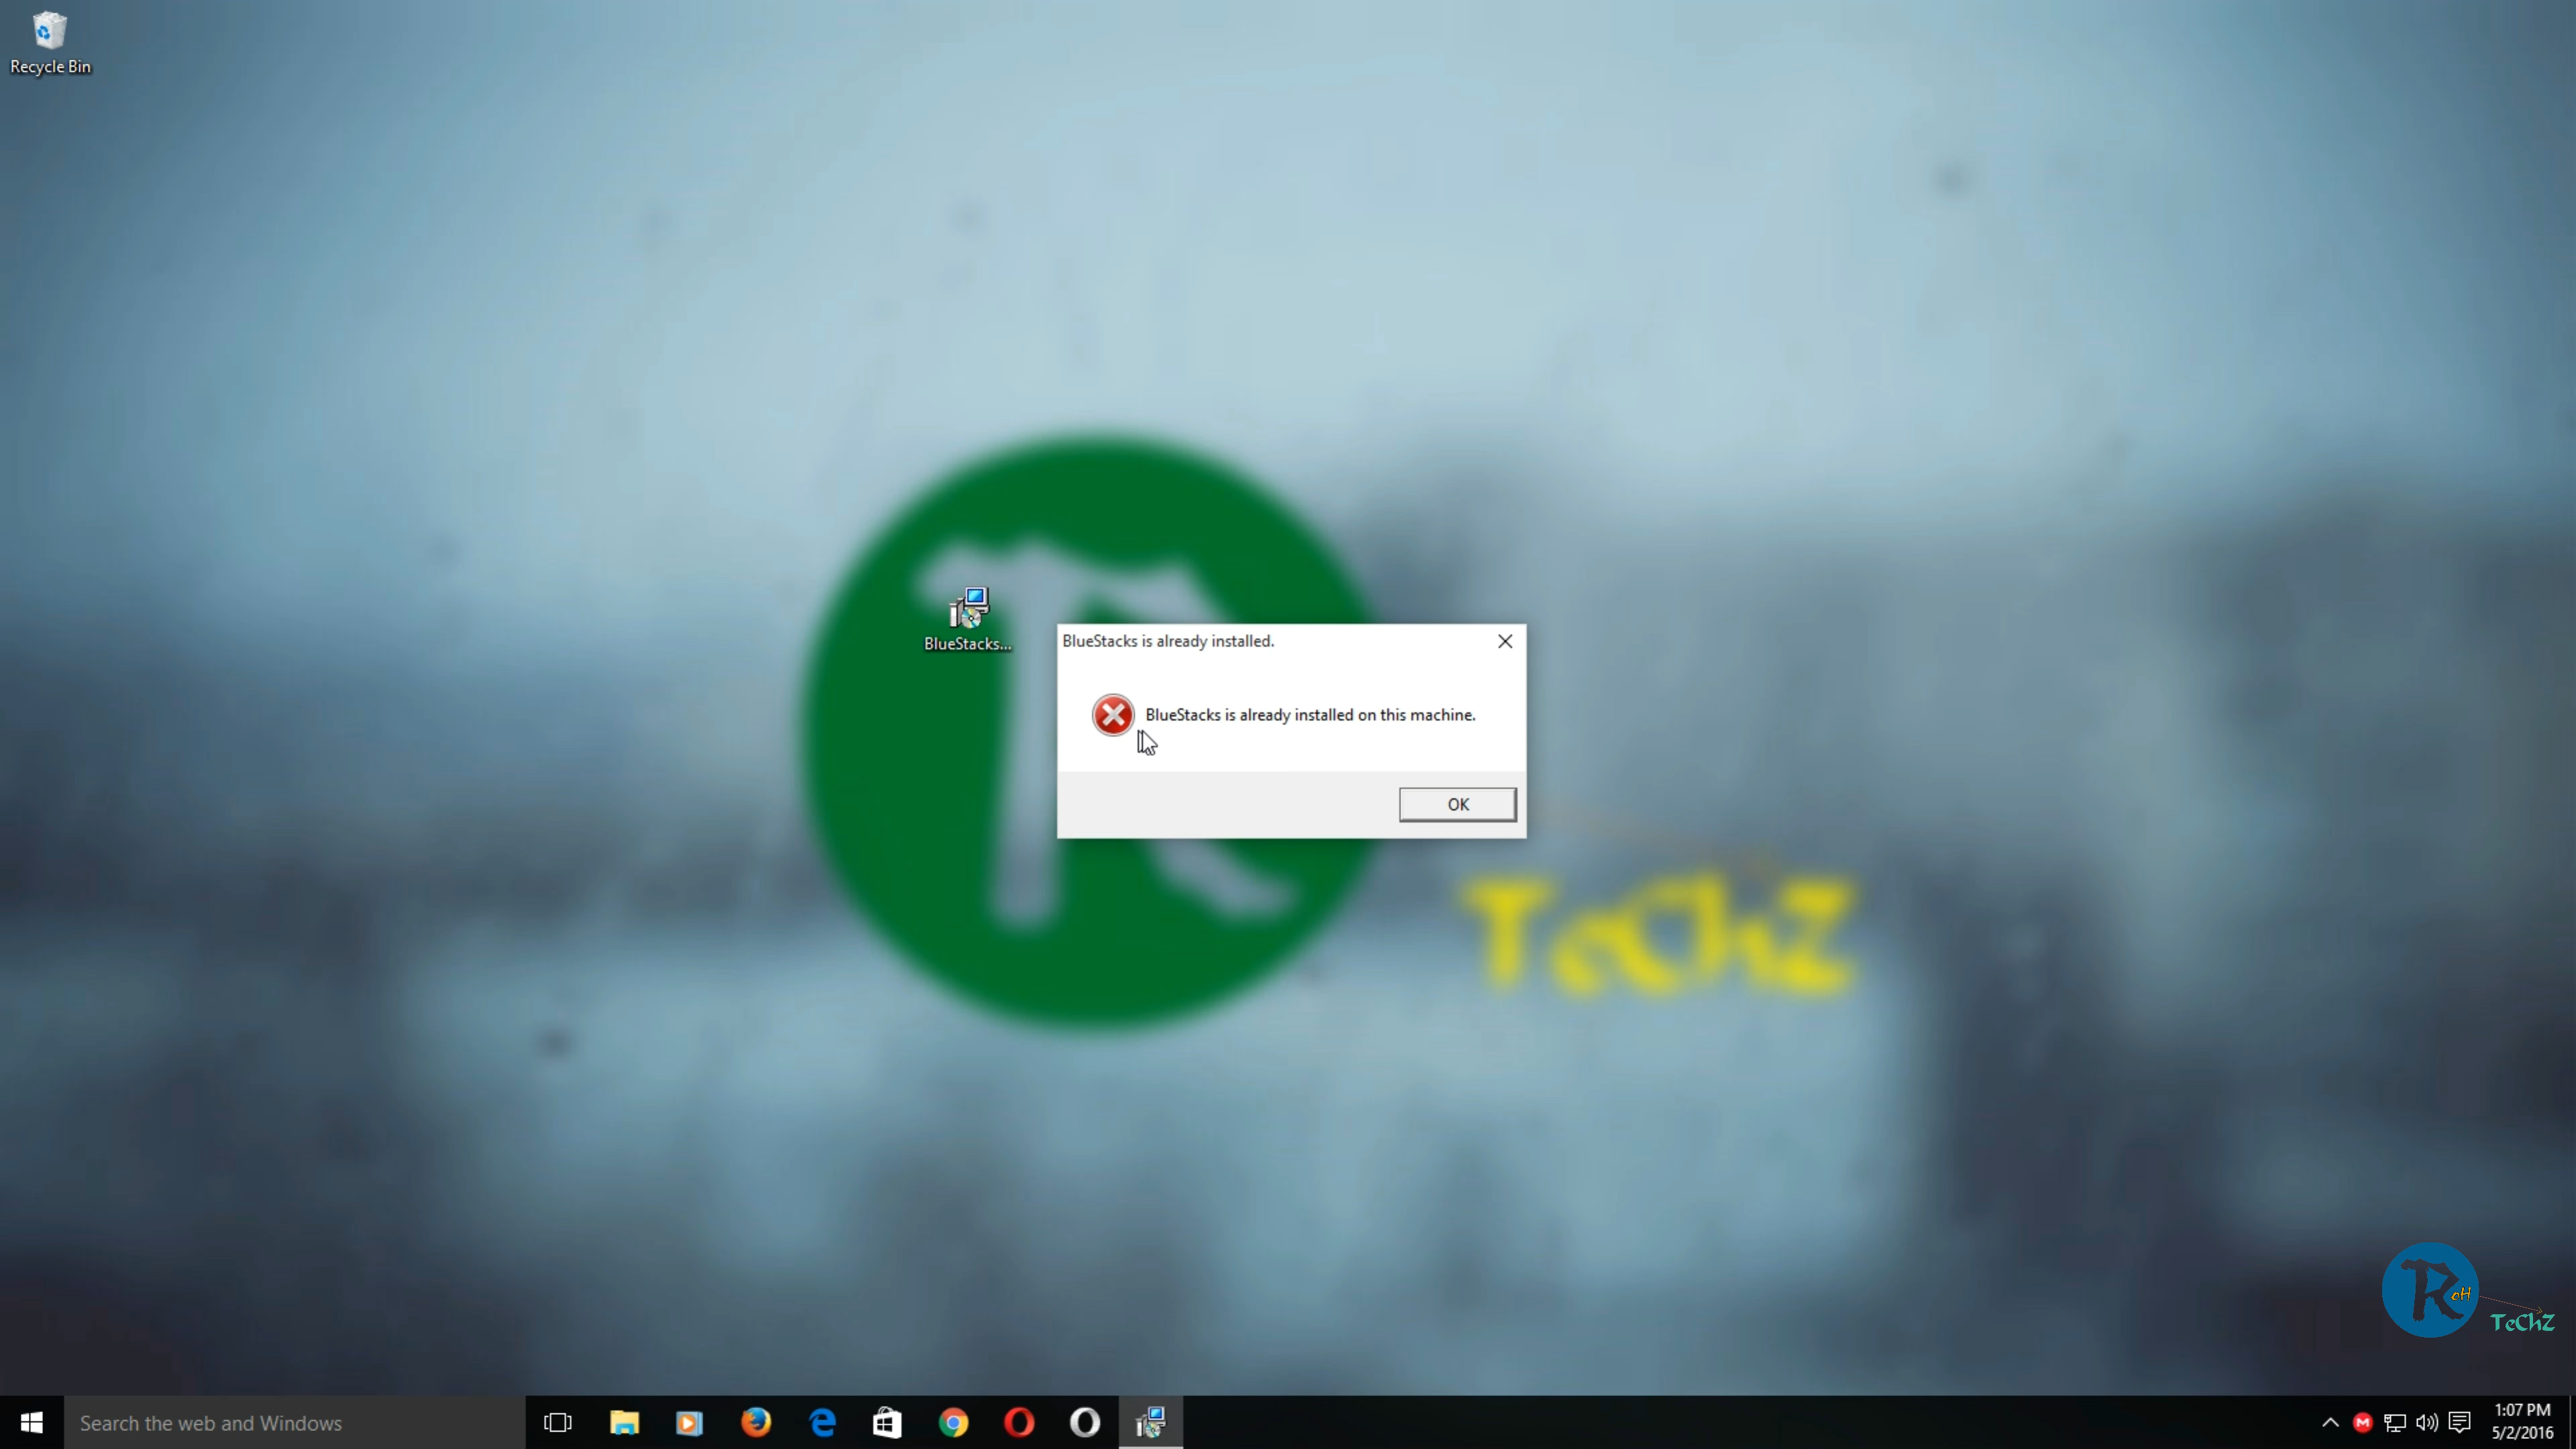 Recycle Bin
BlueStacks...
BlueStacks is already installed.
BlueStacks is already installed on this machine.
OK
TeChZ
R
oH
TeChZ
Search the web and Windows
1:07 PM
5/2/2016